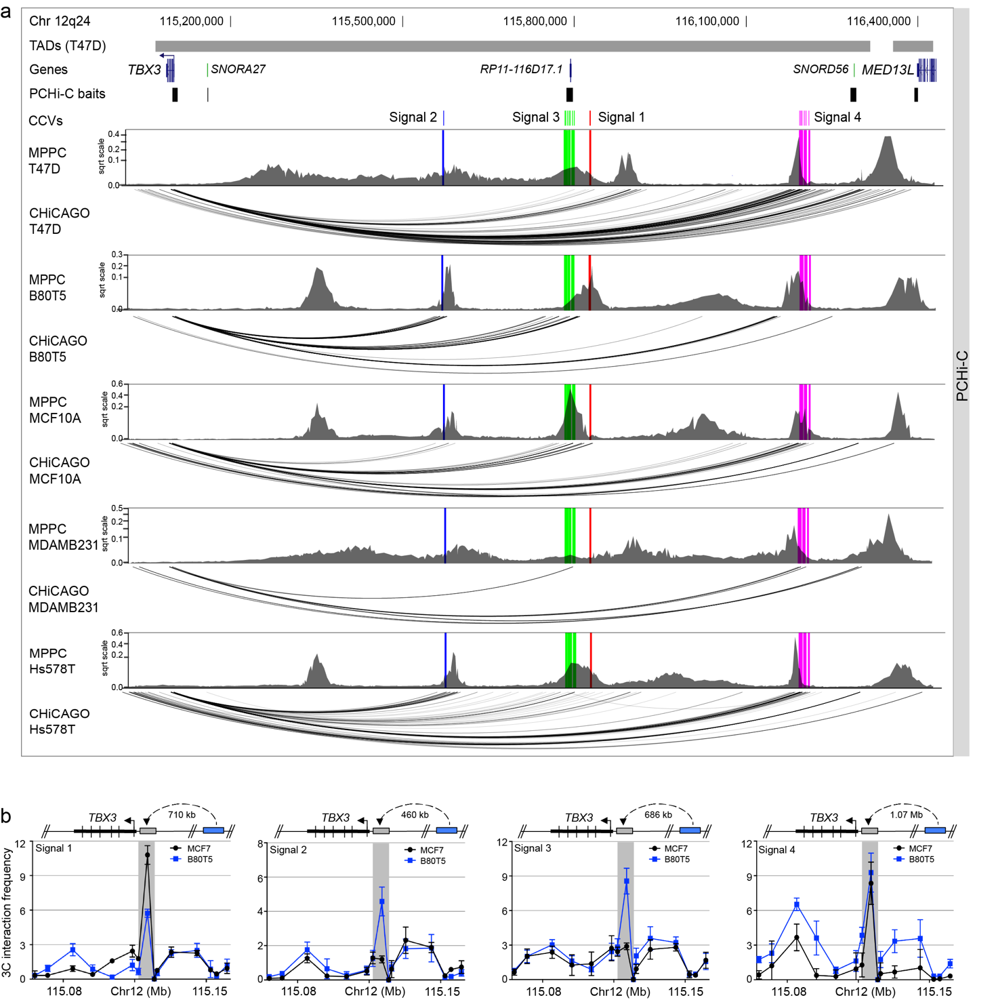 a
Chr 12q24 115,200,000 115,500,000 115,800,000 116,100,000 116,400,000
TADs (T47D)
Genes TBX3 SNORA27 RP11-116D17.1 SNORD56 MED13L
PCHi-C baits
CCVs Signal 2 Signal 3 Signal 1 Signal 4
MPPC
T47D
sqrt scale
0.4
0.2
0.1
0.0
CHiCAGO
T47D
MPPC
B80T5
sqrt scale
0.3
0.2
0.1
0.0
CHiCAGO
B80T5
MPPC
MCF10A
sqrt scale
0.6
0.4
0.2
0.0
CHiCAGO
MCF10A
MPPC
MDAMB231
sqrt scale
0.5
0.2
0.1
0.0
CHiCAGO
MDAMB231
MPPC
Hs578T
sqrt scale
0.6
0.4
0.2
0.0
CHiCAGO
Hs578T
PCHi-C
b
TBX3 710 kb
Signal 1
MCF7
B80T5
3C interaction frequency
12
9
6
3
0
115.08 Chr12 (Mb) 115.15
TBX3 460 kb
Signal 2
MCF7
B80T5
8
6
4
2
0
115.08 Chr12 (Mb) 115.15
TBX3 686 kb
Signal 3
MCF7
B80T5
12
9
6
3
0
115.08 Chr12 (Mb) 115.15
TBX3 1.07 Mb
Signal 4
MCF7
B80T5
12
9
6
3
0
115.08 Chr12 (Mb) 115.15